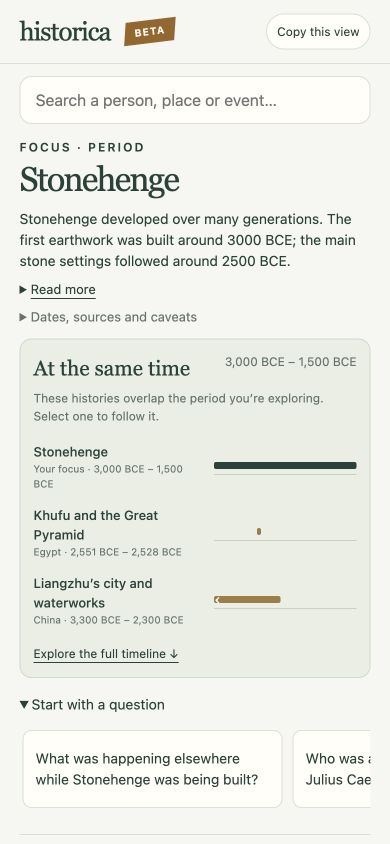 historica
BETA
Copy this view
Search a person, place or event...
FOCUS · PERIOD
Stonehenge
Stonehenge developed over many generations. The
first earthwork was built around 3000 BCE; the main
stone settings followed around 2500 BCE.
Read more
Dates, sources and caveats
At the same time
3,000 BCE – 1,500 BCE
These histories overlap the period you’re exploring.
Select one to follow it.
Stonehenge
Your focus · 3,000 BCE – 1,500
BCE
Khufu and the Great
Pyramid
Egypt · 2,551 BCE – 2,528 BCE
Liangzhu’s city and
waterworks
China · 3,300 BCE – 2,300 BCE
Explore the full timeline ↓
Start with a question
What was happening elsewhere
while Stonehenge was being built?
Who was
Julius